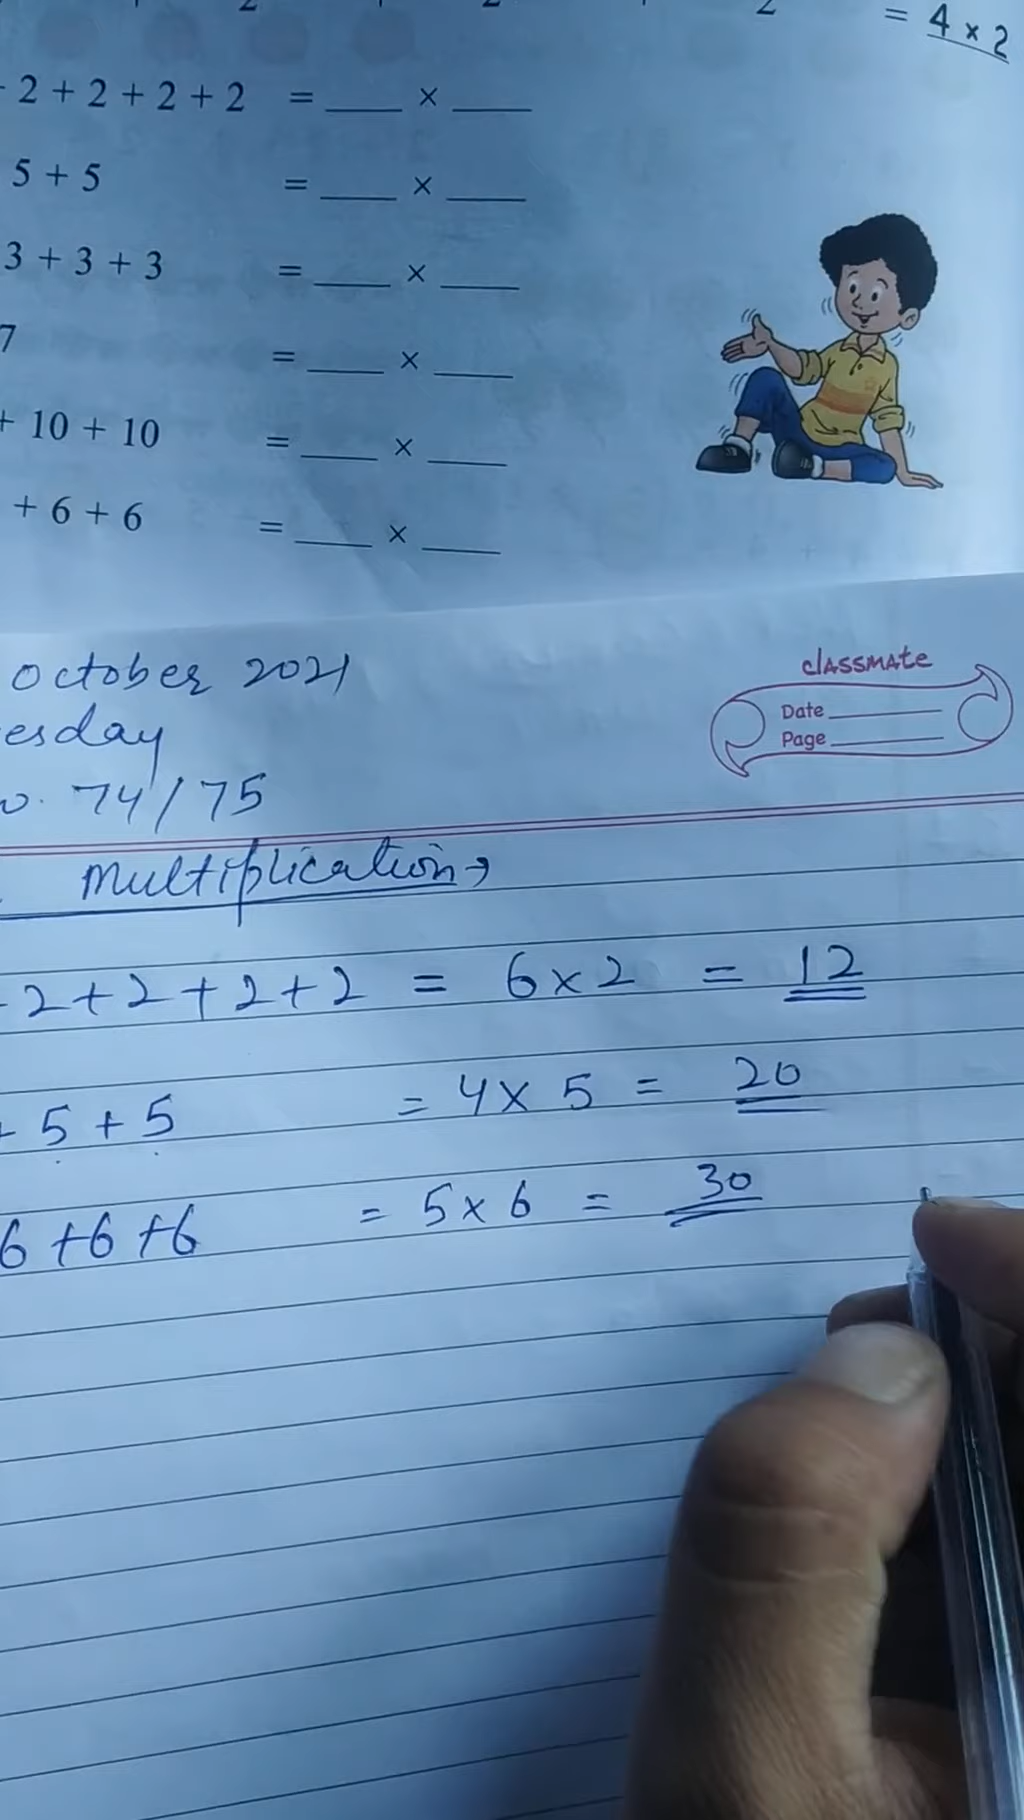 = 4 × 2
2 + 2 + 2 + 2 = ___ × ___
5 + 5 = ___ × ___
3 + 3 + 3 = ___ × ___
7 = ___ × ___
+ 10 + 10 = ___ × ___
+ 6 + 6 = ___ × ___
October 2021
classmate
esday
Date
Page
74/75
Multiplication→
2+2+2+2 = 6×2 = 12
5+5 = 4×5 = 20
6+6+6 = 5×6 = 30